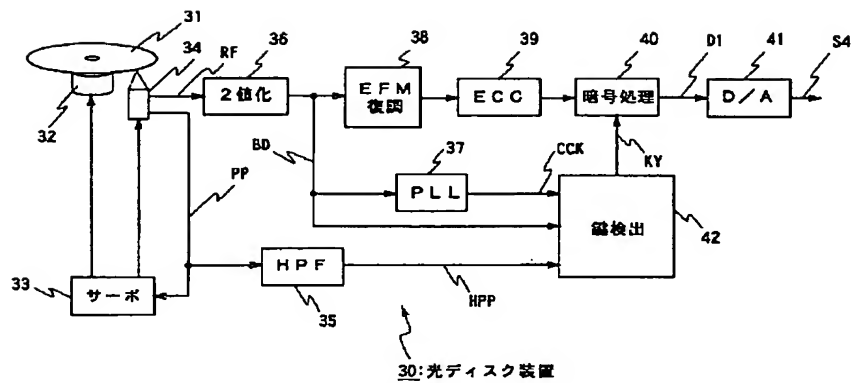 31
34
RF
36
38
39
40
D1
41
S4
2値化
EFM
復調
ECC
暗号処理
D/A
32
BD
37
CCK
KY
PP
PLL
鍵検出
42
33
サーボ
HPF
HPP
35
30:光ディスク装置